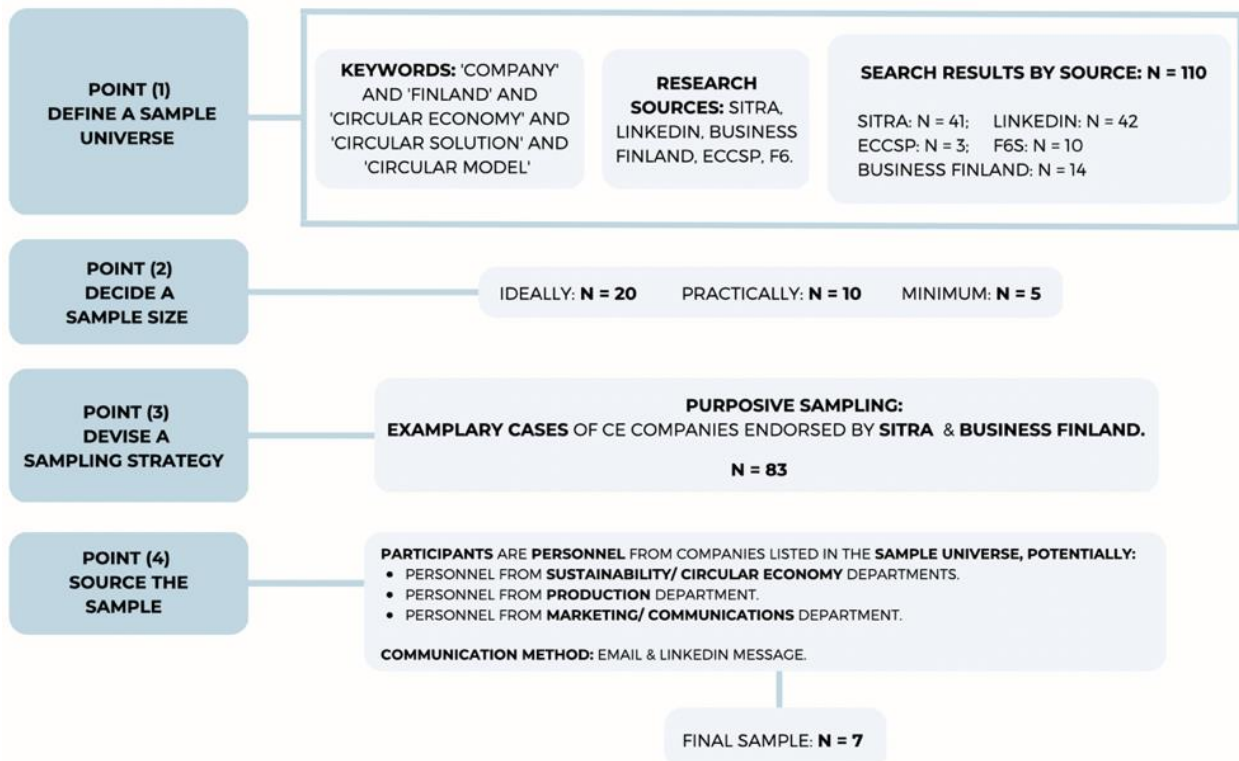 POINT (1)
DEFINE A SAMPLE
UNIVERSE
KEYWORDS: 'COMPANY'
AND 'FINLAND' AND
'CIRCULAR ECONOMY' AND
'CIRCULAR SOLUTION' AND
'CIRCULAR MODEL'
RESEARCH
SOURCES: SITRA,
LINKEDIN, BUSINESS
FINLAND, ECCSP, F6.
SEARCH RESULTS BY SOURCE: N = 110
SITRA: N = 41; LINKEDIN: N = 42
ECCSP: N = 3; F6S: N = 10
BUSINESS FINLAND: N = 14
POINT (2)
DECIDE A
SAMPLE SIZE
IDEALLY: N = 20 PRACTICALLY: N = 10 MINIMUM: N = 5
POINT (3)
DEVISE A
SAMPLING STRATEGY
PURPOSIVE SAMPLING:
EXAMPLARY CASES OF CE COMPANIES ENDORSED BY SITRA & BUSINESS FINLAND.
N = 83
POINT (4)
SOURCE THE
SAMPLE
PARTICIPANTS ARE PERSONNEL FROM COMPANIES LISTED IN THE SAMPLE UNIVERSE, POTENTIALLY:
• PERSONNEL FROM SUSTAINABILITY/ CIRCULAR ECONOMY DEPARTMENTS.
• PERSONNEL FROM PRODUCTION DEPARTMENT.
• PERSONNEL FROM MARKETING/ COMMUNICATIONS DEPARTMENT.
COMMUNICATION METHOD: EMAIL & LINKEDIN MESSAGE.
FINAL SAMPLE: N = 7